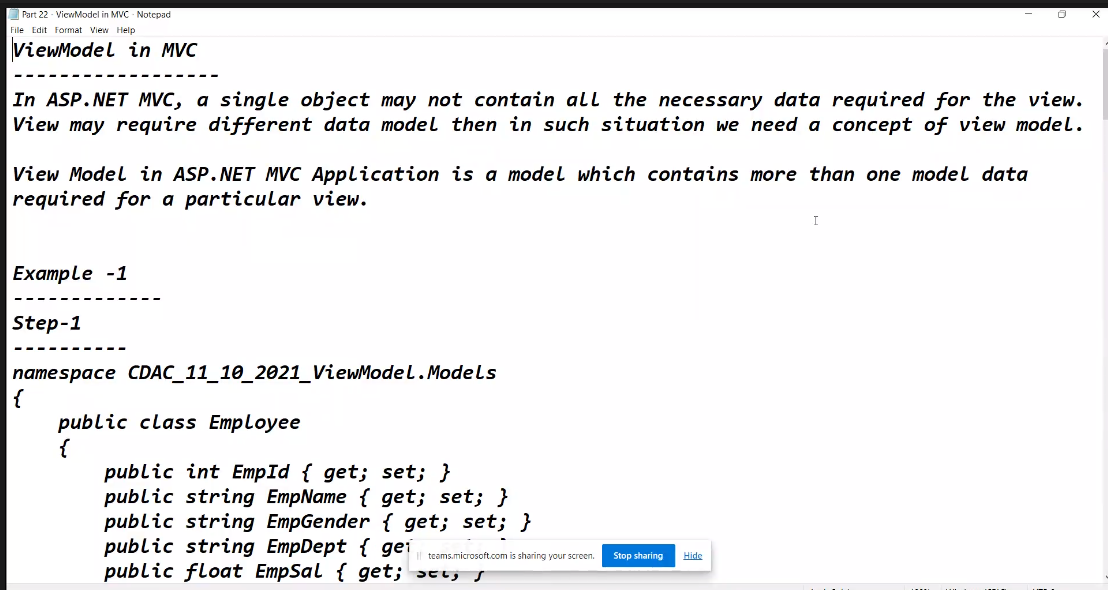 Part 22 - ViewModel in MVC - Notepad
File Edit Format View Help
ViewModel in MVC
------------------
In ASP.NET MVC, a single object may not contain all the necessary data required for the view.
View may require different data model then in such situation we need a concept of view model.
View Model in ASP.NET MVC Application is a model which contains more than one model data
required for a particular view.
Example -1
-------------
Step-1
----------
namespace CDAC_11_10_2021_ViewModel.Models
{
public class Employee
{
public int EmpId { get; set; }
public string EmpName { get; set; }
public string EmpGender { get; set; }
public string EmpDept { get
teams.microsoft.com is sharing your screen. Stop sharing Hide
public float EmpSal { get; set; }